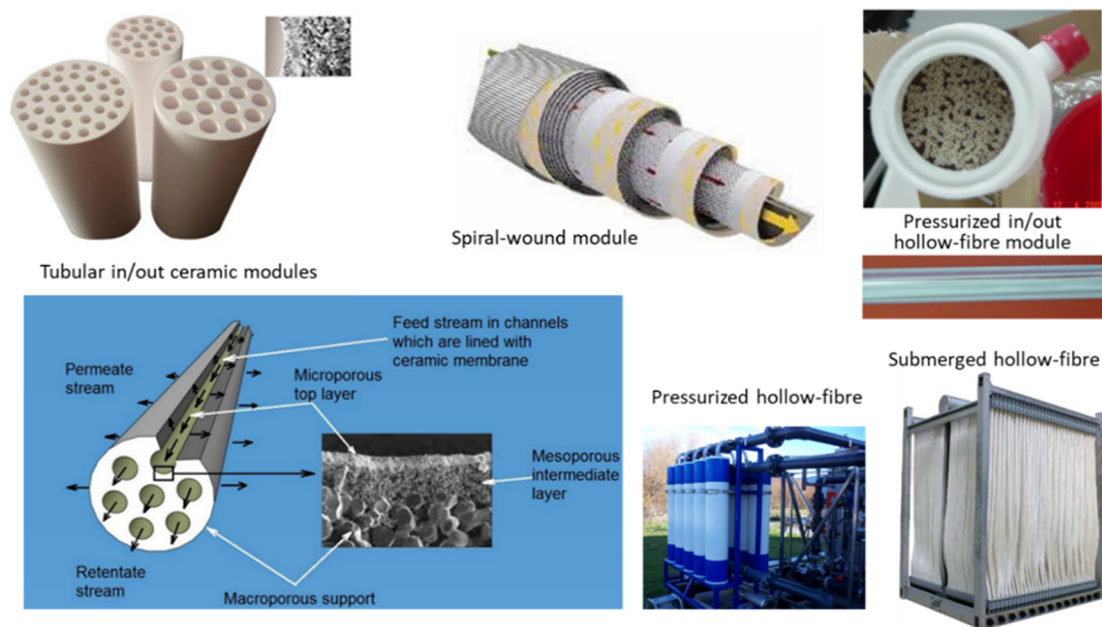 Tubular in/out ceramic modules
Spiral-wound module
Pressurized in/out
hollow-fibre module
Feed stream in channels
which are lined with
ceramic membrane
Permeate
stream
Microporous
top layer
Mesoporous
intermediate
layer
Retentate
stream
Macroporous support
Pressurized hollow-fibre
Submerged hollow-fibre